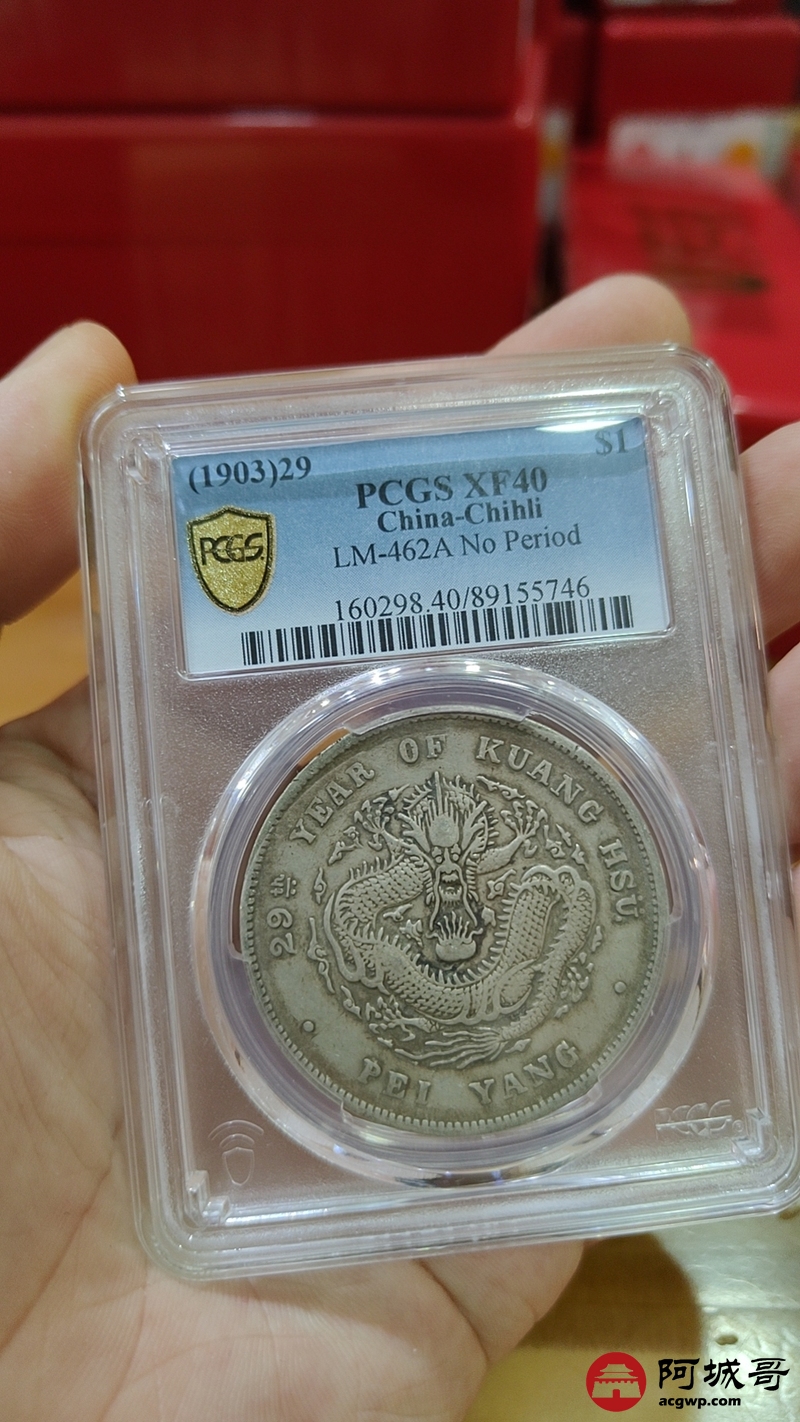 (1903)29
$1
PCGS XF40
China-Chihli
LM-462A No Period
PCGS
160298.40/89155746
29
YEAR OF KUANG HSÜ
PEI YANG
PCGS
阿城哥
acgwp.com